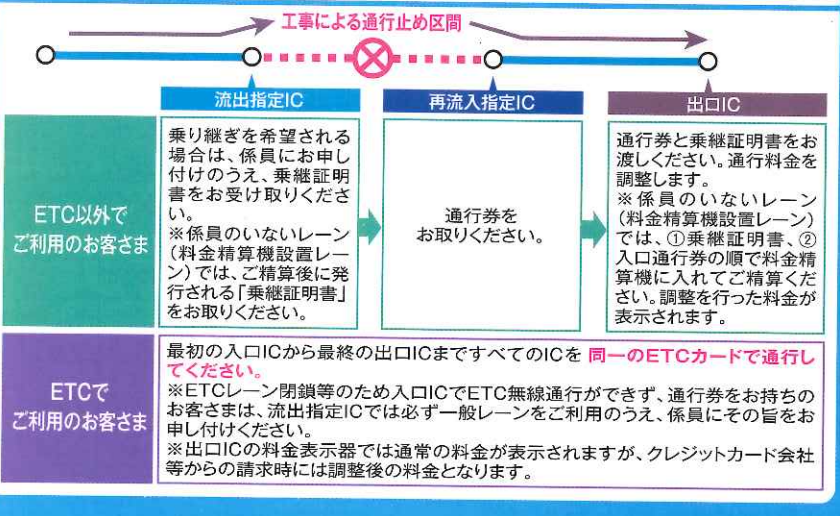 工事による通行止め区間
流出指定IC
再流入指定IC
出口IC
ETC以外で
ご利用のお客さま
乗り継ぎを希望される
場合は、係員にお申し
付けのうえ、乗継証明
書をお受け取りくださ
い。
※係員のいないレーン
(料金精算機設置レー
ン)では、ご精算後に発
行される「乗継証明書」
をお取りください。
通行券を
お取りください。
通行券と乗継証明書をお
渡しください。通行料金を
調整します。
※係員のいないレーン
(料金精算機設置レーン)
では、①乗継証明書、②
入口通行券の順で料金精
算機に入れてご精算くだ
さい。調整を行った料金が
表示されます。
ETCで
ご利用のお客さま
最初の入口ICから最終の出口ICまですべてのICを 同一のETCカードで通行し
てください。
※ETCレーン閉鎖等のため入口ICでETC無線通行ができず、通行券をお持ちの
お客さまは、流出指定ICでは必ず一般レーンをご利用のうえ、係員にその旨をお
申し付けください。
※出口ICの料金表示器では通常の料金が表示されますが、クレジットカード会社
等からの請求時には調整後の料金となります。